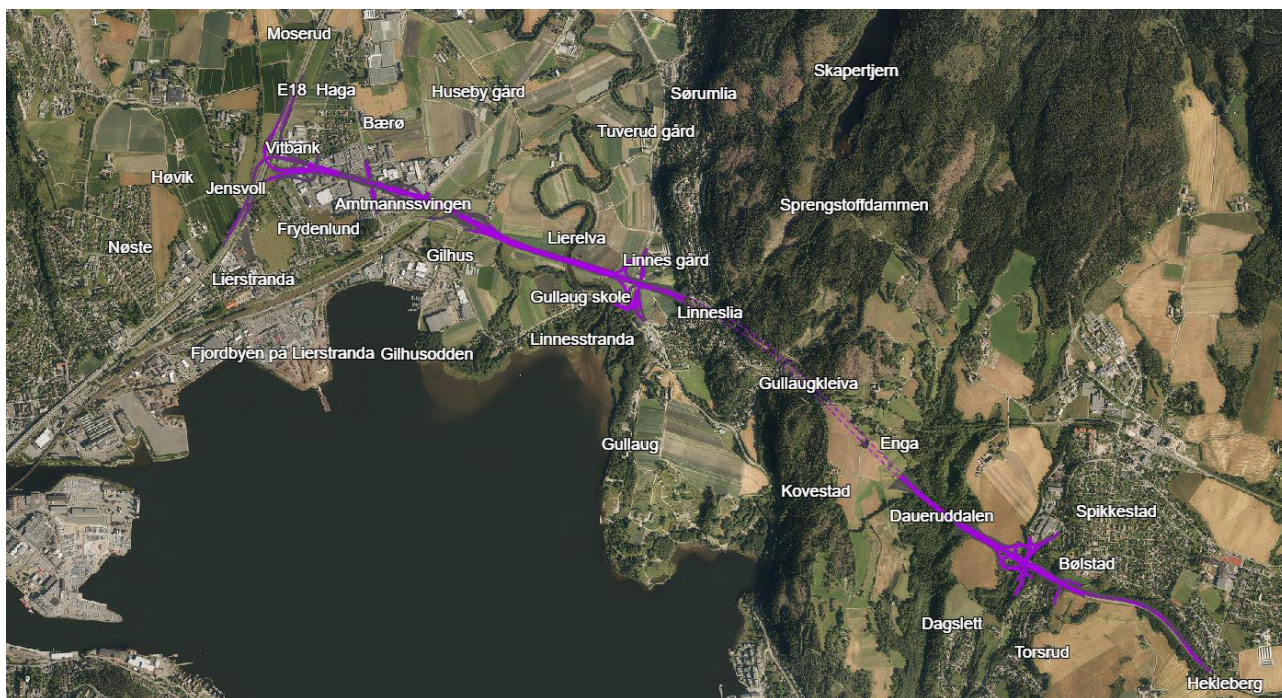 Moserud
Skapertjern
E18 Haga
Huseby gård
Sørumlia
Bærø
Tuverud gård
Vitbank
Høvik
Jensvoll
Amtmannssvingen
Sprengstoffdammen
Frydenlund
Nøste
Lierelva
Gilhus
Linnes gård
Lierstranda
Gullaug skole
Linneslia
Linnesstranda
Fjordbyen på Lierstranda
Gilhusodden
Gullaugkleiva
Gullaug
Enga
Kovestad
Daueruddalen
Spikkestad
Bølstad
Dagslett
Torsrud
Hekleberg